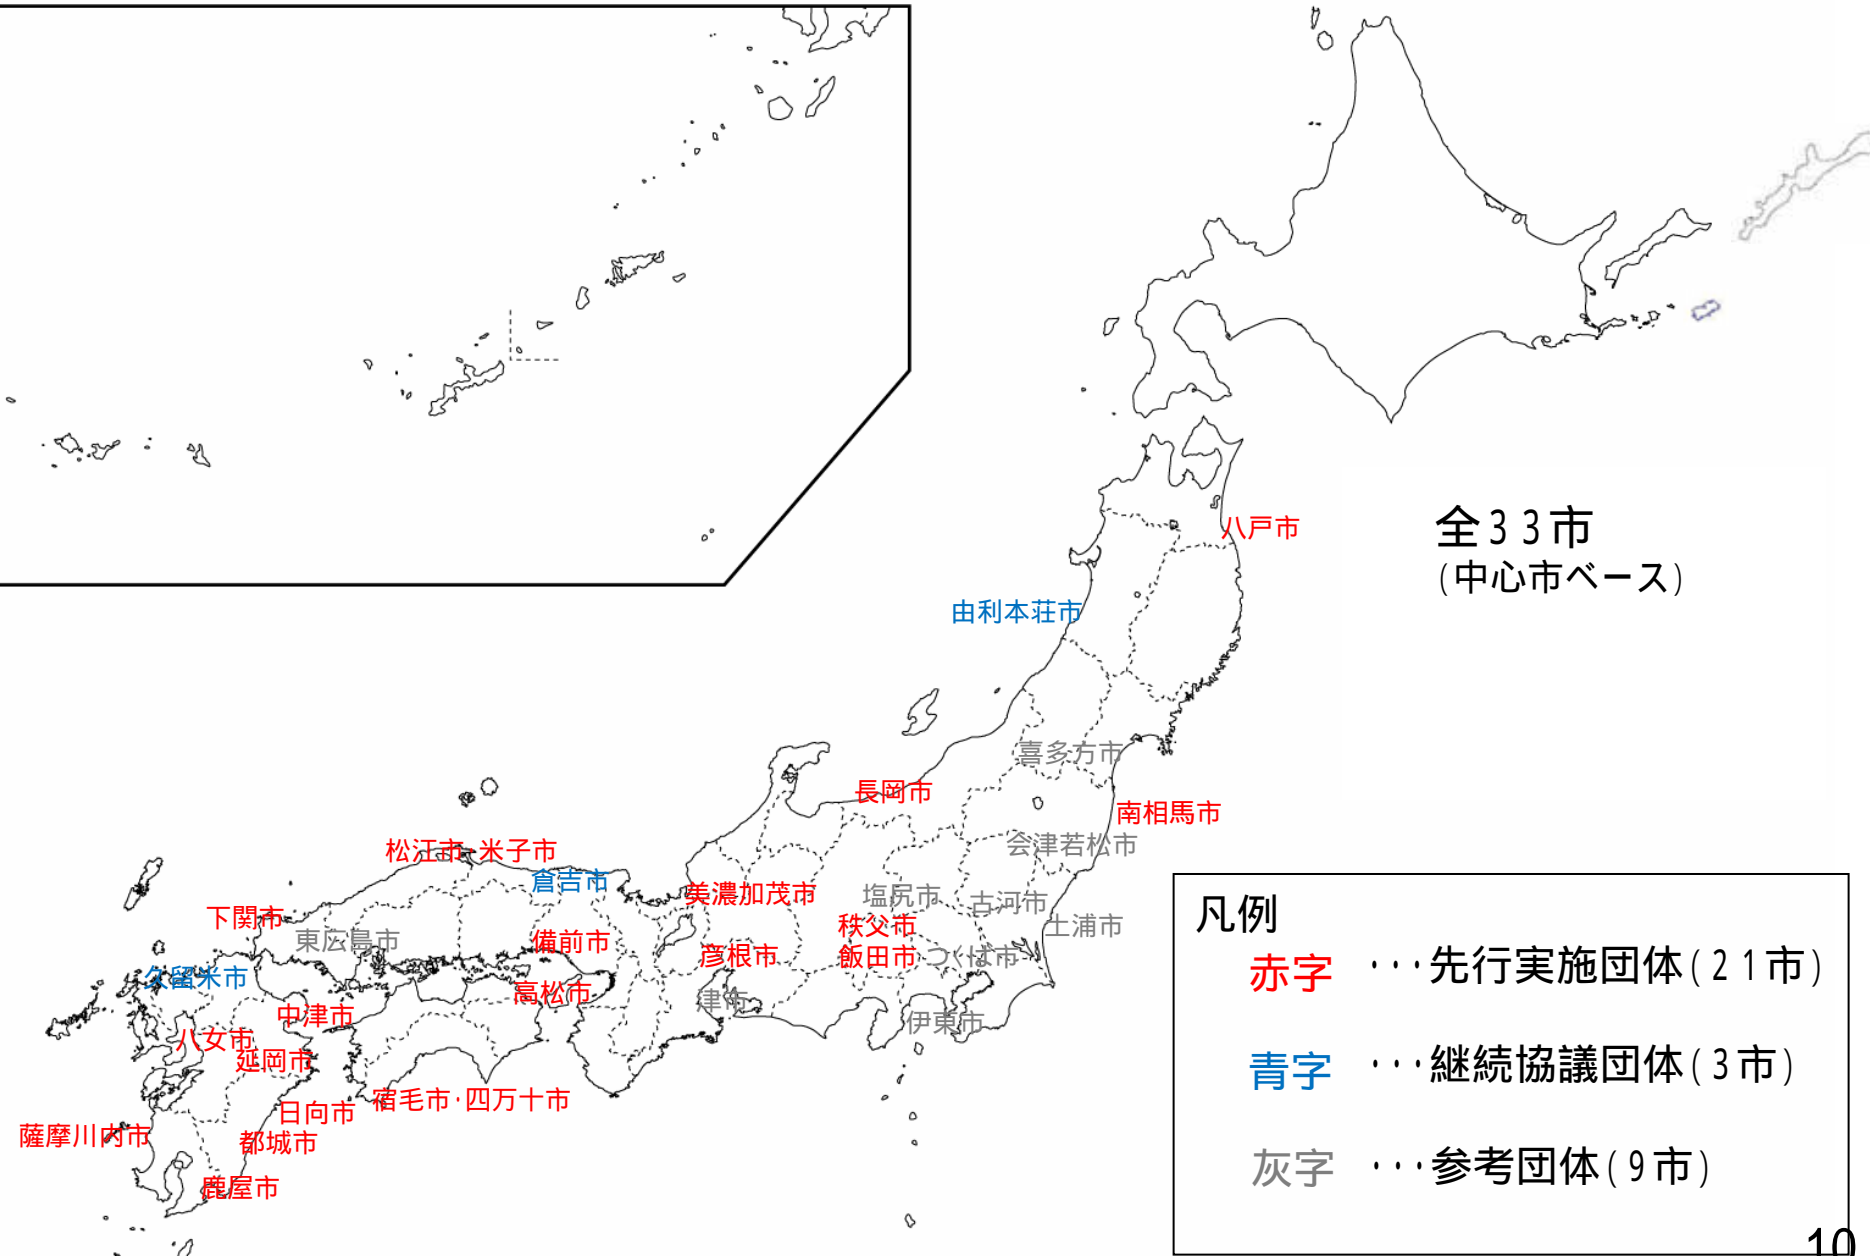 八戸市
全３３市
(中心市ベース)
由利本荘市
喜多方市
長岡市
南相馬市
会津若松市
松江市・米子市
倉吉市
美濃加茂市
塩尻市
古河市
土浦市
下関市
東広島市
備前市
秩父市
彦根市
飯田市
つくば市
久留米市
高松市
津市
中津市
伊東市
八女市
延岡市
宿毛市・四万十市
日向市
薩摩川内市
都城市
鹿屋市
凡例
赤字 ・・・先行実施団体(２１市)
青字 ・・・継続協議団体(３市)
灰字 ・・・参考団体(９市)
10